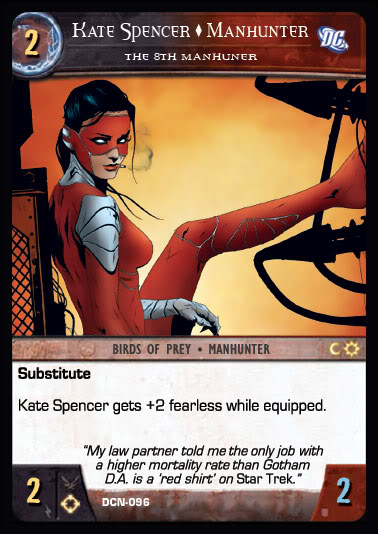 2
Kate Spencer ♦ Manhunter
DC
The 8th Manhuner
Birds of Prey • Manhunter
Substitute
Kate Spencer gets +2 fearless while equipped.
"My law partner told me the only job with
a higher mortality rate than Gotham
D.A. is a 'red shirt' on Star Trek."
2
DCN-096
2